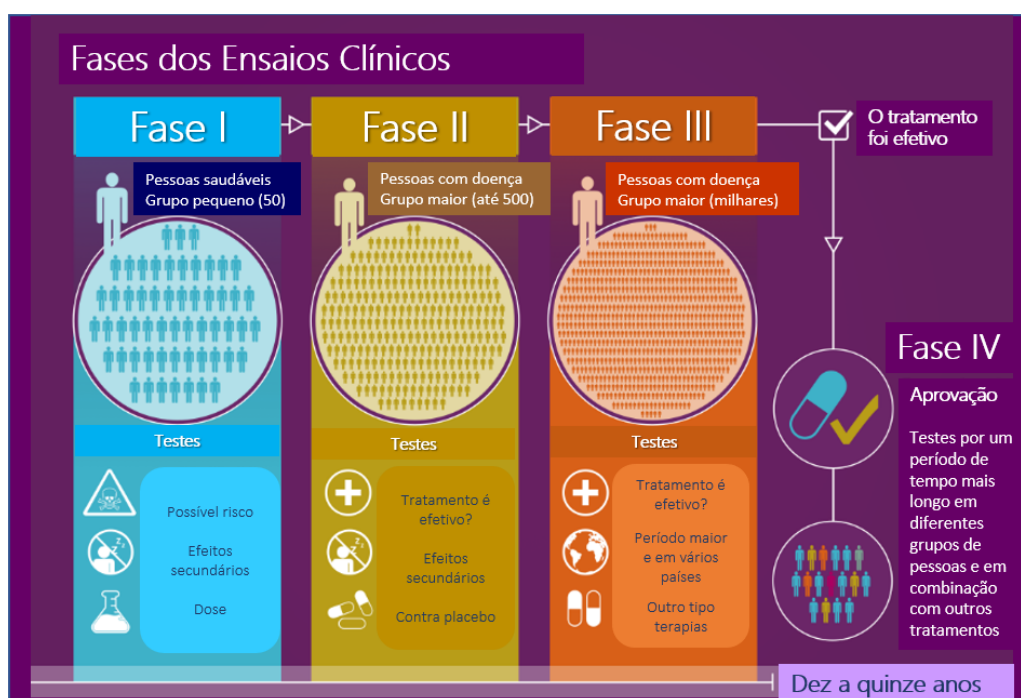 Fases dos Ensaios Clínicos
Fase I
Pessoas saudáveis
Grupo pequeno (50)
Testes
Possível risco
Efeitos
secundários
Dose
Fase II
Pessoas com doença
Grupo maior (até 500)
Testes
Tratamento é
efetivo?
Efeitos
secundários
Contra placebo
Fase III
Pessoas com doença
Grupo maior (milhares)
Testes
Tratamento é
efetivo?
Período maior
e em vários
países
Outro tipo
terapias
O tratamento
foi efetivo
Fase IV
Aprovação
Testes por um
período de
tempo mais
longo em
diferentes
grupos de
pessoas e em
combinação
com outros
tratamentos
Dez a quinze anos